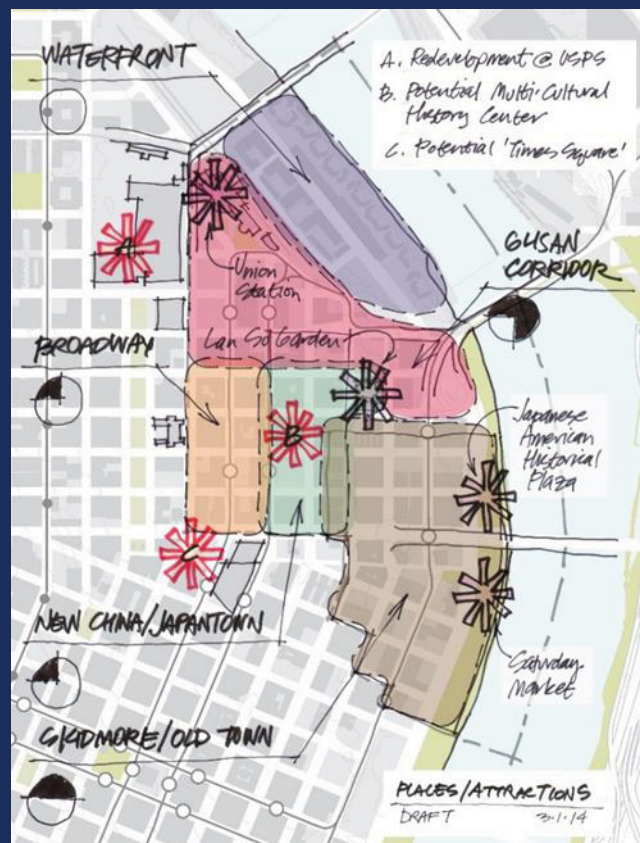 WATERFRONT
A. Redevelopment @ USPS
B. Potential Multi-Cultural
History Center
C. Potential 'Times Square'
A
Union
Station
GLISAN
CORRIDOR
Lan Su Garden
BROADWAY
B
Japanese
American
Historical
Plaza
C
NEW CHINA/JAPANTOWN
Saturday
Market
SKIDMORE/OLD TOWN
PLACES/ATTRACTIONS
DRAFT 3.1.14